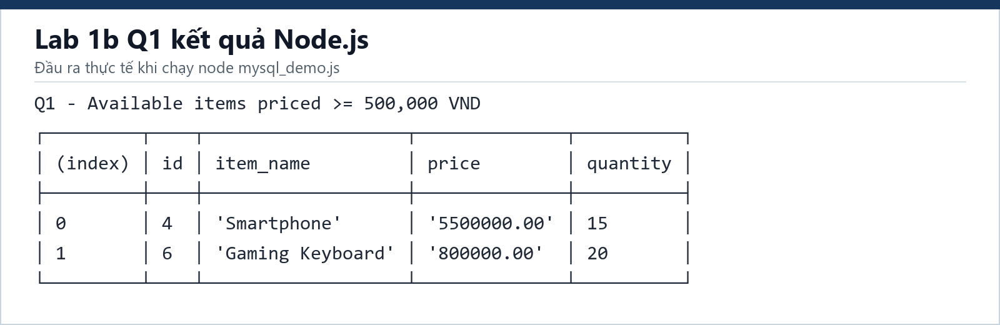 Lab 1b Q1 kết quả Node.js
Đầu ra thực tế khi chạy node mysql_demo.js
Q1 - Available items priced >= 500,000 VND
(index) id item_name price quantity
0 4 'Smartphone' '5500000.00' 15
1 6 'Gaming Keyboard' '800000.00' 20